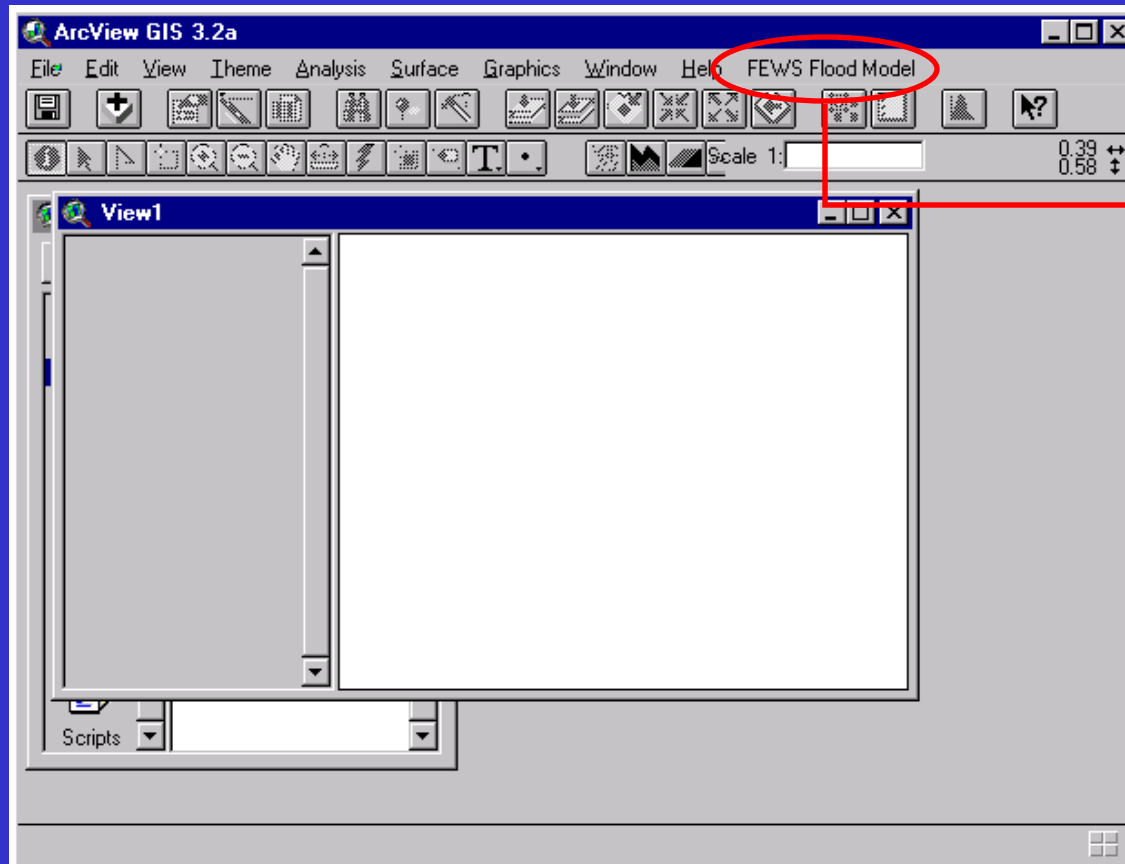 ArcView GIS 3.2a
File Edit View Theme Analysis Surface Graphics Window Help FEWS Flood Model
T. Scale 1: 0.39
0.58
View1
Scripts